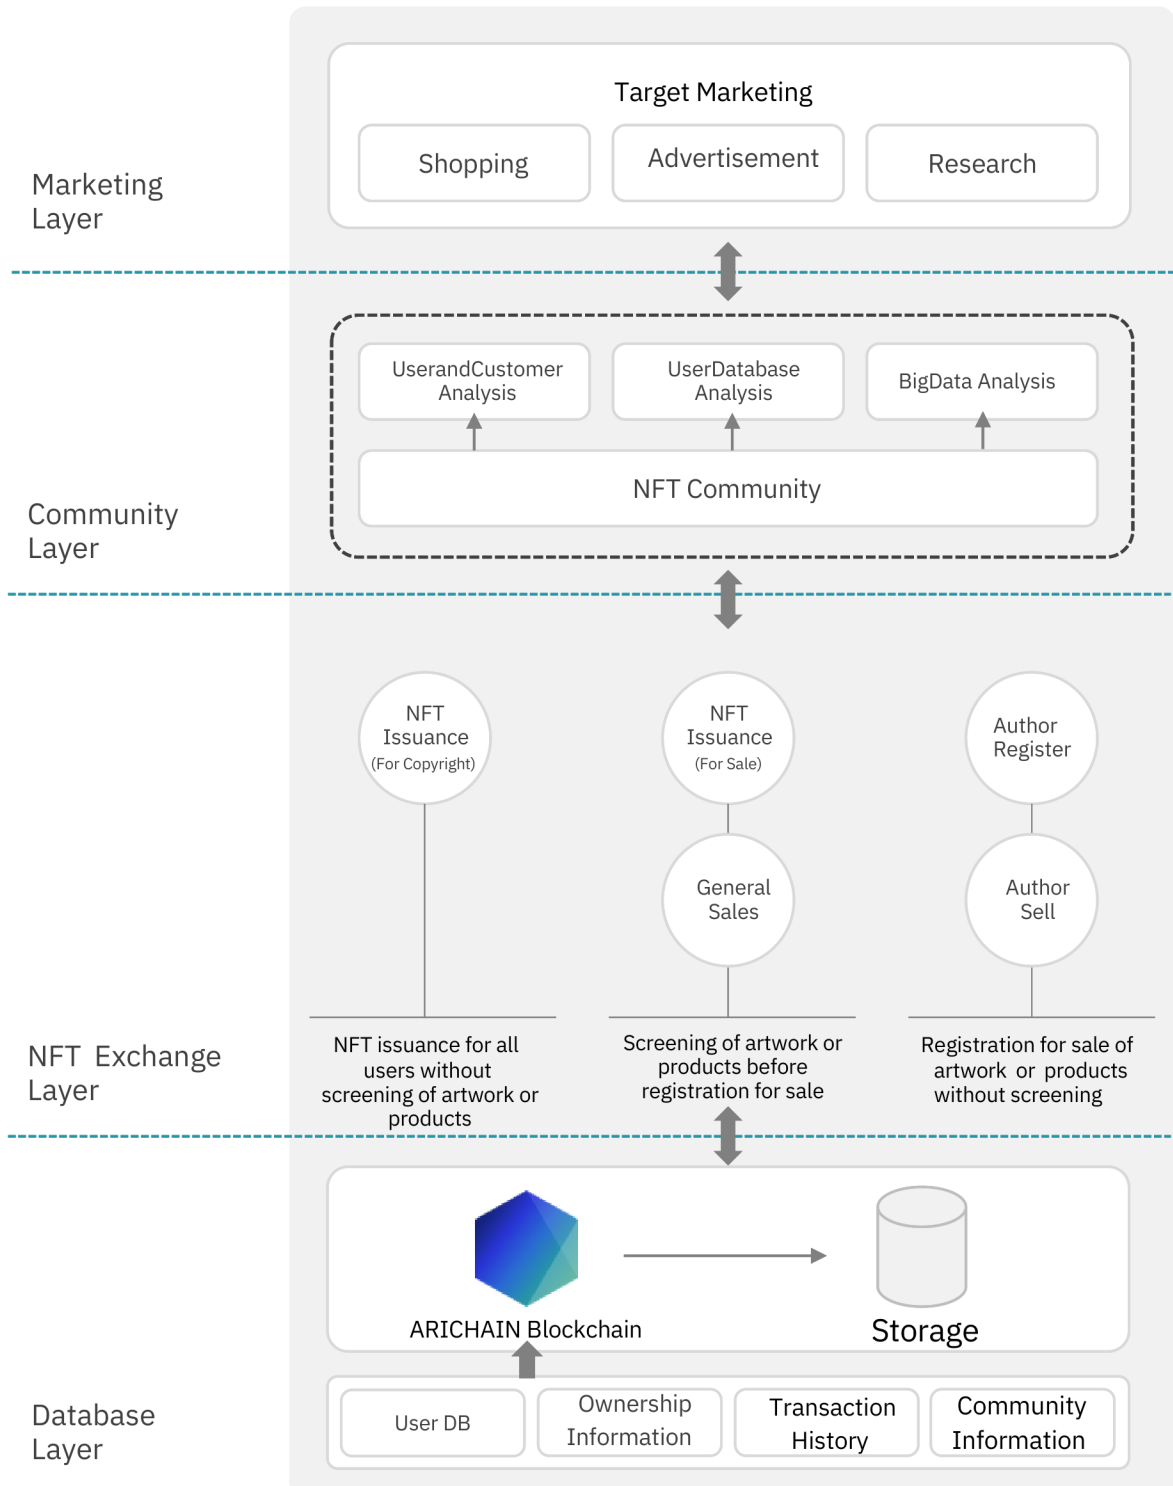 Target Marketing
Shopping
Advertisement
Research
Marketing
Layer
UserandCustomer
Analysis
UserDatabase
Analysis
BigData Analysis
NFT Community
Community
Layer
NFT
Issuance
(For Copyright)
NFT
Issuance
(For Sale)
Author
Register
General
Sales
Author
Sell
NFT Exchange
Layer
NFT issuance for all
users without
screening of artwork or
products
Screening of artwork or
products before
registration for sale
Registration for sale of
artwork or products
without screening
ARICHAIN Blockchain
Storage
Database
Layer
User DB
Ownership
Information
Transaction
History
Community
Information